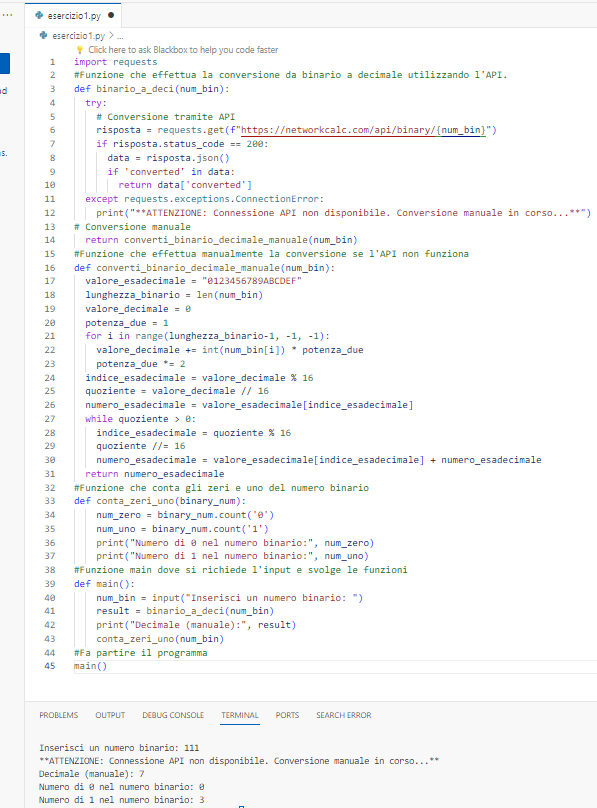 esercizio1.py
esercizio1.py > ...
Click here to ask Blackbox to help you code faster
1 import requests
2 #Funzione che effettua la conversione da binario a decimale utilizzando l'API.
3 def binario_a_deci(num_bin):
4 try:
5 # Conversione tramite API
6 risposta = requests.get(f"https://networkcalc.com/api/binary/{num_bin}")
7 if risposta.status_code == 200:
8 data = risposta.json()
9 if 'converted' in data:
10 return data['converted']
11 except requests.exceptions.ConnectionError:
12 print("**ATTENZIONE: Connessione API non disponibile. Conversione manuale in corso...**")
13 # Conversione manuale
14 return converti_binario_decimale_manuale(num_bin)
15 #Funzione che effettua manualmente la conversione se l'API non funziona
16 def converti_binario_decimale_manuale(num_bin):
17 valore_esadecimale = "0123456789ABCDEF"
18 lunghezza_binario = len(num_bin)
19 valore_decimale = 0
20 potenza_due = 1
21 for i in range(lunghezza_binario-1, -1, -1):
22 valore_decimale += int(num_bin[i]) * potenza_due
23 potenza_due *= 2
24 indice_esadecimale = valore_decimale % 16
25 quoziente = valore_decimale // 16
26 numero_esadecimale = valore_esadecimale[indice_esadecimale]
27 while quoziente > 0:
28 indice_esadecimale = quoziente % 16
29 quoziente //= 16
30 numero_esadecimale = valore_esadecimale[indice_esadecimale] + numero_esadecimale
31 return numero_esadecimale
32 #Funzione che conta gli zeri e uno del numero binario
33 def conta_zeri_uno(binary_num):
34 num_zero = binary_num.count('0')
35 num_uno = binary_num.count('1')
36 print("Numero di 0 nel numero binario:", num_zero)
37 print("Numero di 1 nel numero binario:", num_uno)
38 #Funzione main dove si richiede l'input e svolge le funzioni
39 def main():
40 num_bin = input("Inserisci un numero binario: ")
41 result = binario_a_deci(num_bin)
42 print("Decimale (manuale):", result)
43 conta_zeri_uno(num_bin)
44 #Fa partire il programma
45 main()
PROBLEMS OUTPUT DEBUG CONSOLE TERMINAL PORTS SEARCH ERROR
Inserisci un numero binario: 111
**ATTENZIONE: Connessione API non disponibile. Conversione manuale in corso...**
Decimale (manuale): 7
Numero di 0 nel numero binario: 0
Numero di 1 nel numero binario: 3